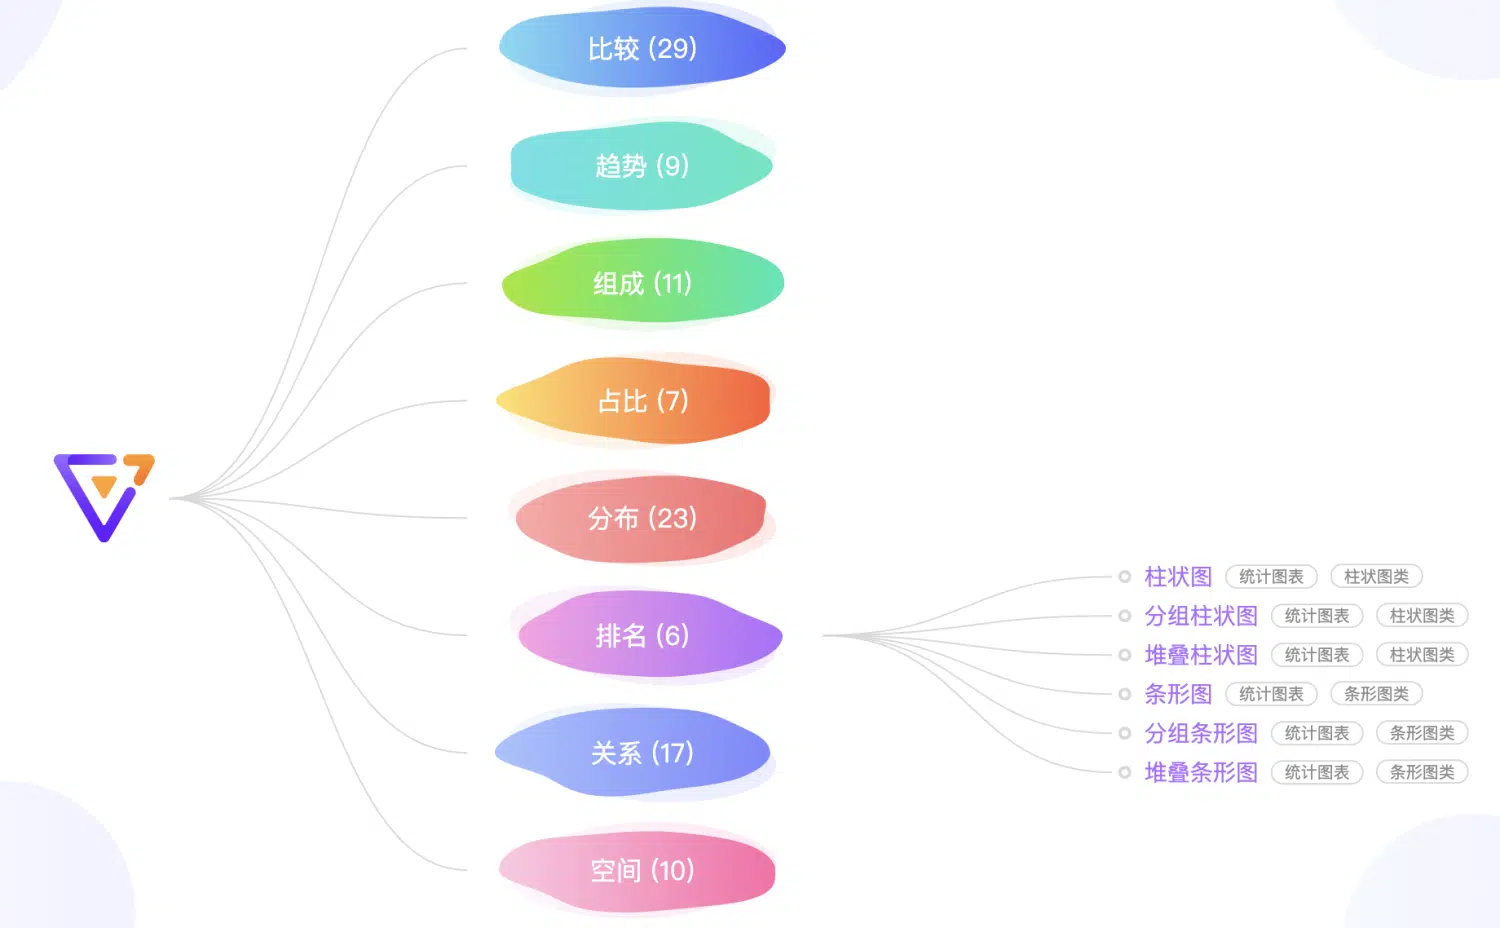 比较 (29)
趋势 (9)
组成 (11)
占比 (7)
分布 (23)
排名 (6)
关系 (17)
空间 (10)
柱状图 统计图表 柱状图类
分组柱状图 统计图表 柱状图类
堆叠柱状图 统计图表 柱状图类
条形图 统计图表 条形图类
分组条形图 统计图表 条形图类
堆叠条形图 统计图表 条形图类